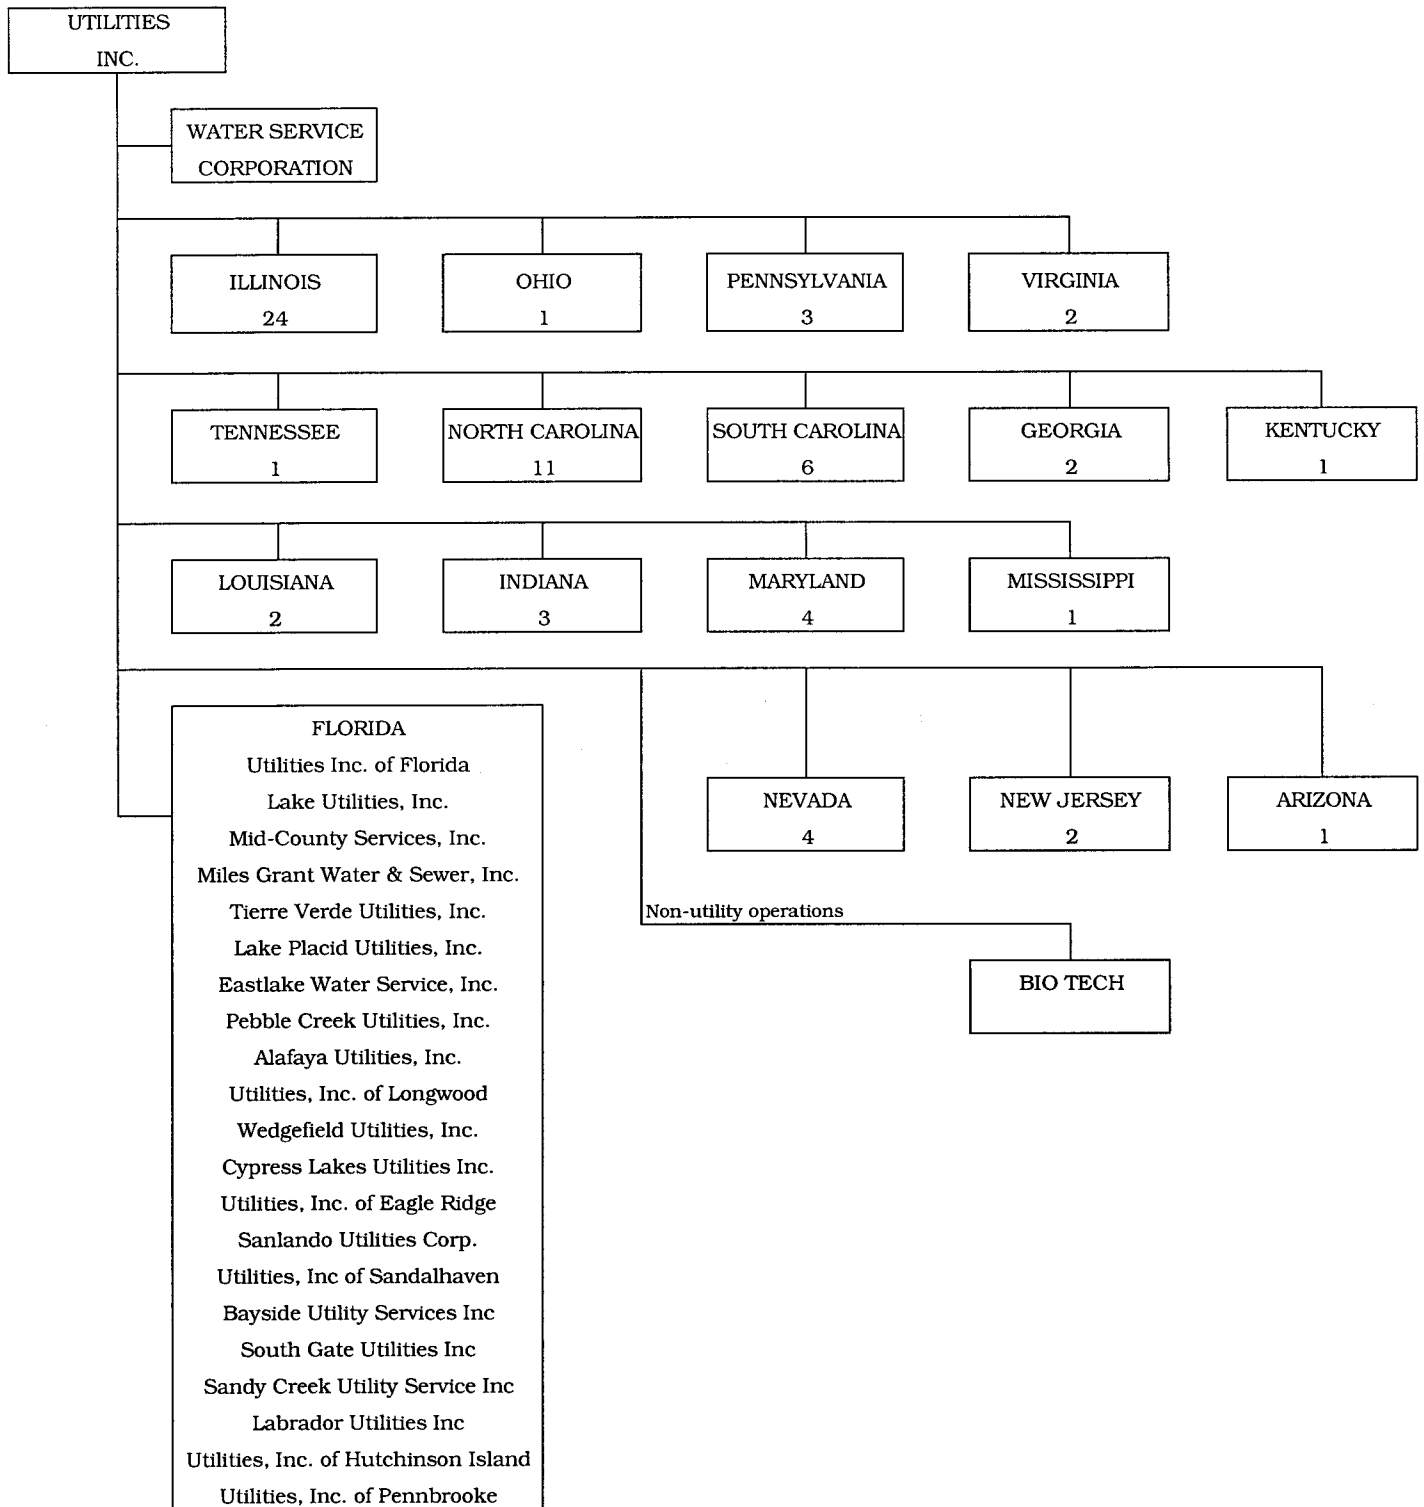 UTILITIES
INC.
WATER SERVICE
CORPORATION
ILLINOIS
24
OHIO
1
PENNSYLVANIA
3
VIRGINIA
2
TENNESSEE
1
NORTH CAROLINA
11
SOUTH CAROLINA
6
GEORGIA
2
KENTUCKY
1
LOUISIANA
2
INDIANA
3
MARYLAND
4
MISSISSIPPI
1
FLORIDA
Utilities Inc. of Florida
Lake Utilities, Inc.
Mid-County Services, Inc.
Miles Grant Water & Sewer, Inc.
Tierre Verde Utilities, Inc.
Lake Placid Utilities, Inc.
Eastlake Water Service, Inc.
Pebble Creek Utilities, Inc.
Alafaya Utilities, Inc.
Utilities, Inc. of Longwood
Wedgefield Utilities, Inc.
Cypress Lakes Utilities Inc.
Utilities, Inc. of Eagle Ridge
Sanlando Utilities Corp.
Utilities, Inc of Sandalhaven
Bayside Utility Services Inc
South Gate Utilities Inc
Sandy Creek Utility Service Inc
Labrador Utilities Inc
Utilities, Inc. of Hutchinson Island
Utilities, Inc. of Pennbrooke
NEVADA
4
NEW JERSEY
2
ARIZONA
1
Non-utility operations
BIO TECH